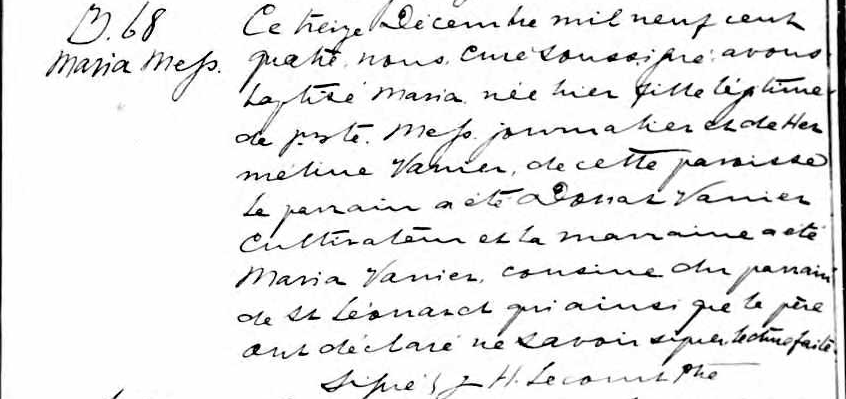 B. 68
Maria Mess.
Ce treize Décembre mil neuf cent
quatre, nous, curé soussigné, avons
baptisé Maria, née hier, fille légitime
de Mess, journalier et de Her
méline Vanier, de cette paroisse
Le parrain a été Donat Vanier
Cultivateur et la marraine a été
Maria Vanier, cousine du parrain
de St Léonard qui ainsi que le père
ont déclaré ne savoir signer lecture faite.
Signé J H. Lecourt Ptre